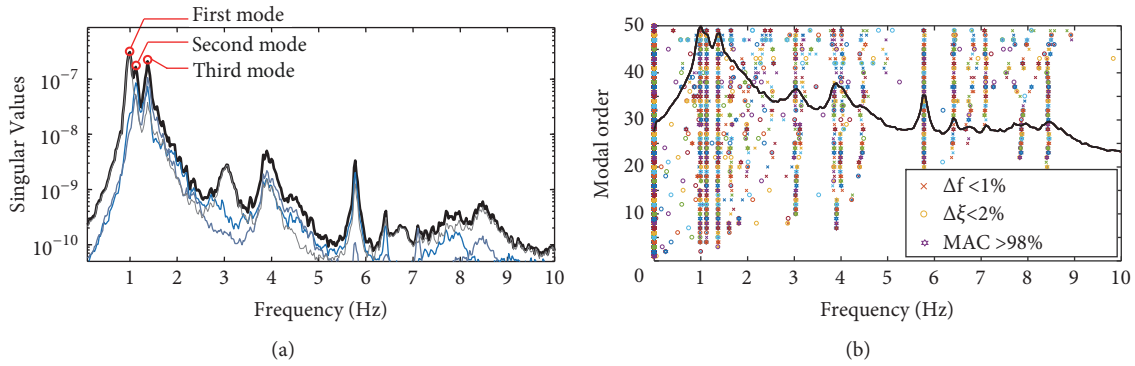 First mode
Second mode
Third mode
10⁻⁷
10⁻⁸
10⁻⁹
10⁻¹⁰
Singular Values
1 2 3 4 5 6 7 8 9 10
Frequency (Hz)
(a)
50
40
30
20
10
0
Modal order
Δf <1%
Δξ<2%
MAC >98%
0 1 2 3 4 5 6 7 8 9 10
Frequency (Hz)
(b)